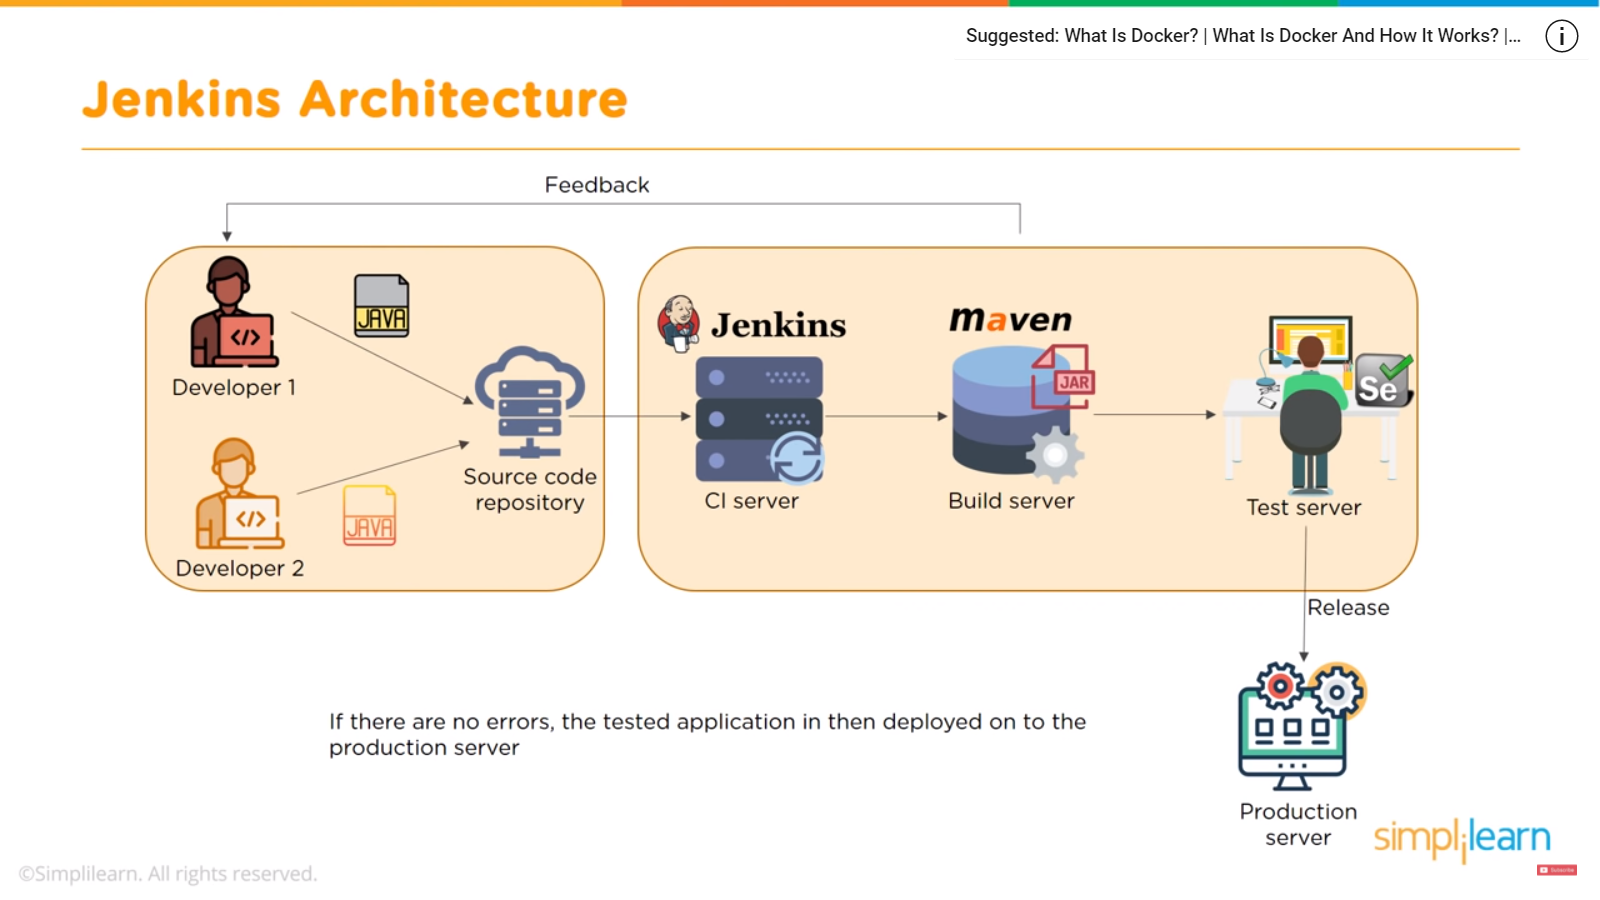 Suggested: What Is Docker? | What Is Docker And How It Works? |...
i
Jenkins Architecture
Feedback
</>
JAVA
Developer 1
</>
JAVA
Developer 2
Source code
repository
Jenkins
CI server
maven
JAR
Build server
Se
Test server
Release
If there are no errors, the tested application in then deployed on to the
production server
Production
server
simplilearn
Subscribe
©Simplilearn. All rights reserved.